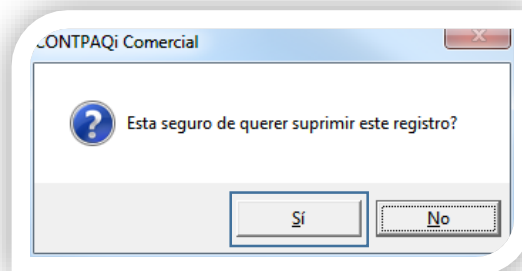 CONTPAQi Comercial
Esta seguro de querer suprimir este registro?
Sí
No